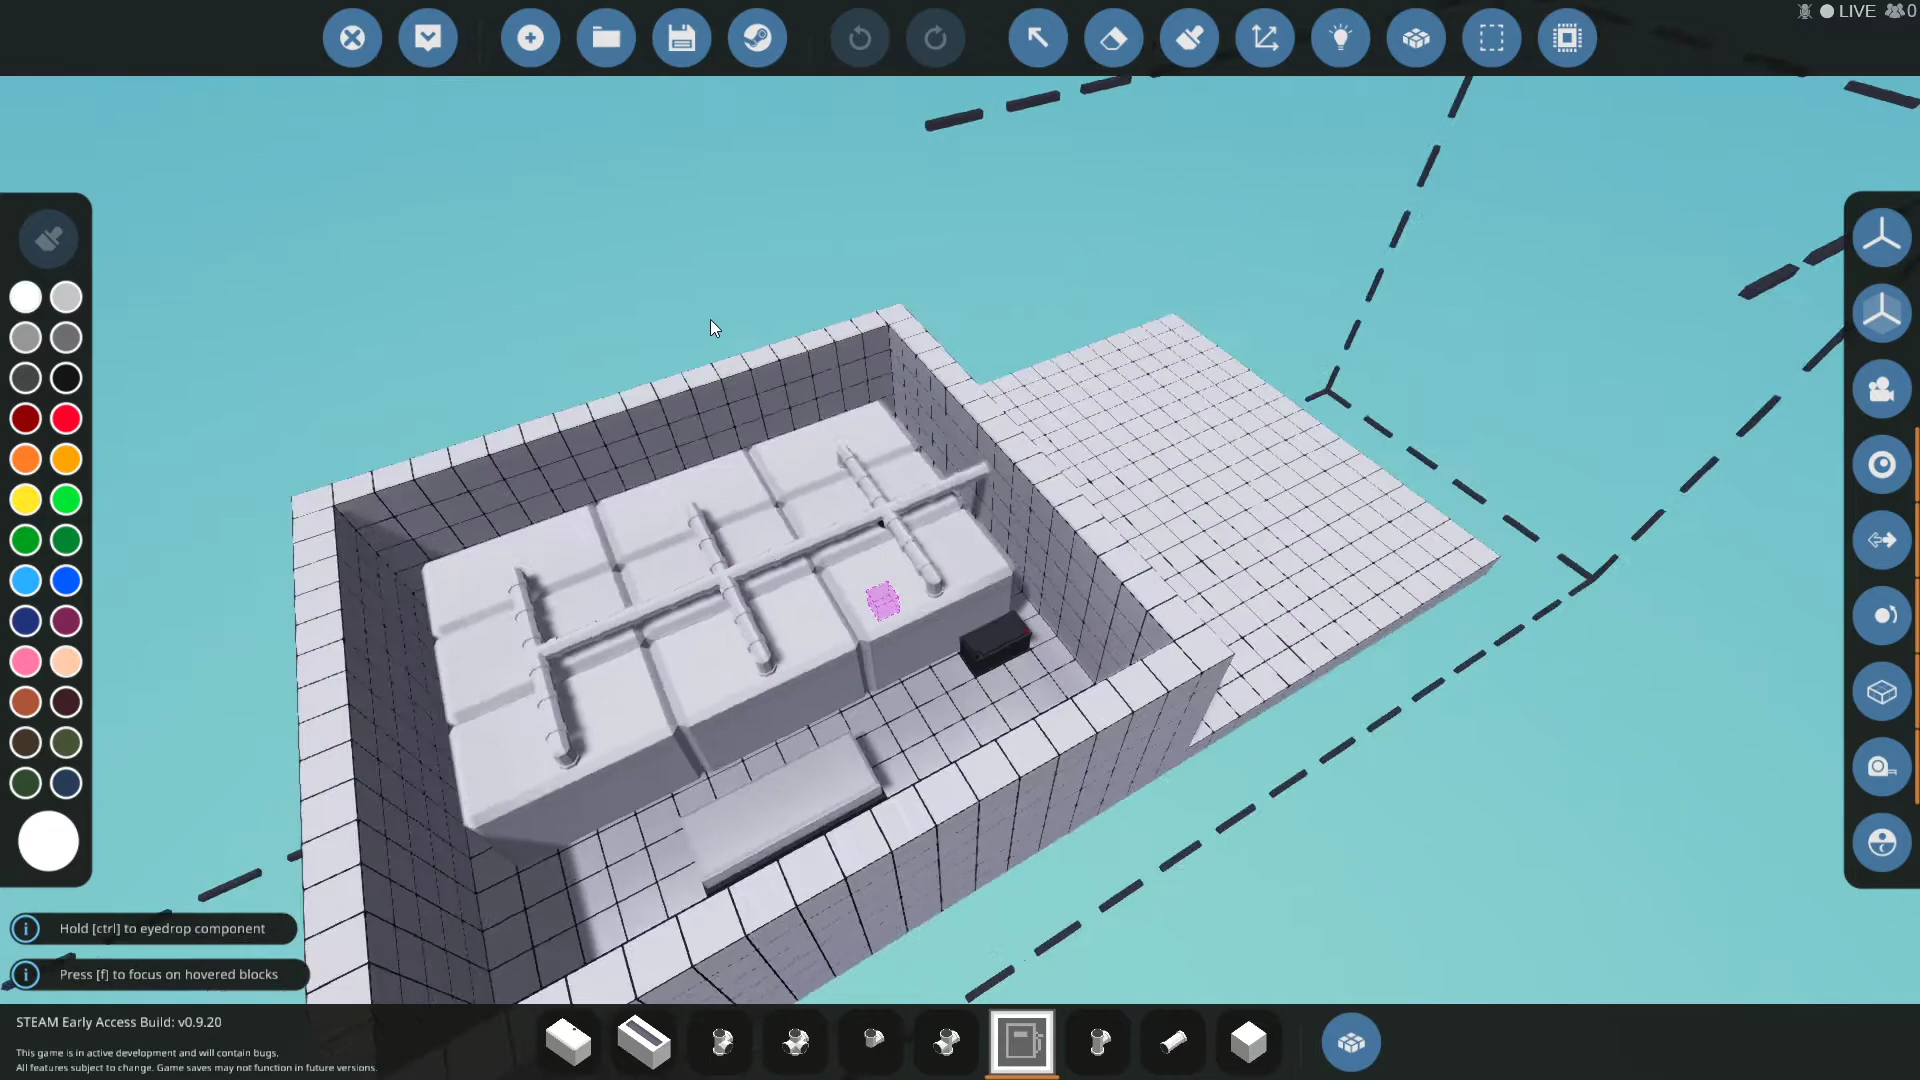 LIVE 0
Hold [ctrl] to eyedrop component
Press [f] to focus on hovered blocks
STEAM Early Access Build: v0.9.20
This game is in active development and will contain bugs.
All features subject to change. Game saves may not function in future versions.